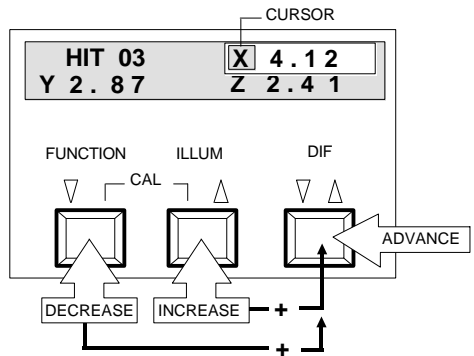 CURSOR
HIT 03 X 4.12
Y 2.87 Z 2.41
FUNCTION ILLUM DIF
CAL
ADVANCE
DECREASE INCREASE +
+